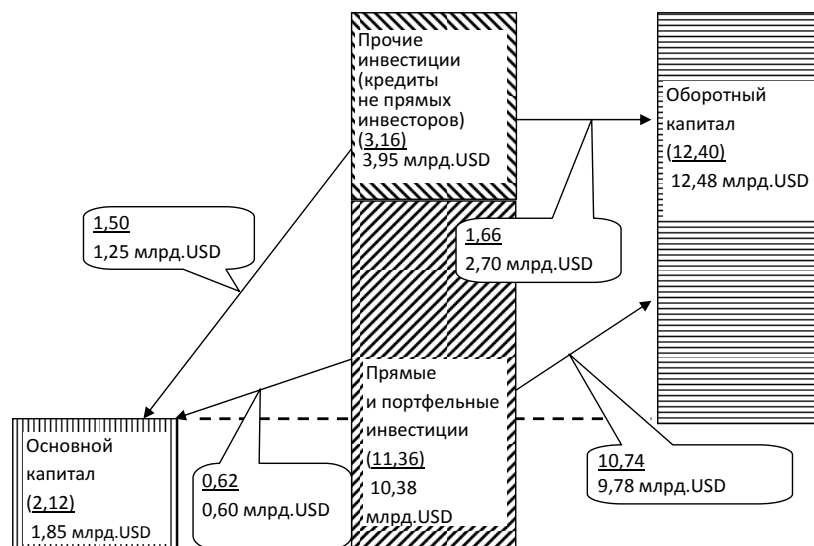 Прочие
инвестиции
(кредиты
не прямых
инвесторов)
(3,16)
3,95 млрд.USD
Оборотный
капитал
(12,40)
12,48 млрд.USD
1,50
1,25 млрд.USD
1,66
2,70 млрд.USD
Прямые
и портфельные
инвестиции
(11,36)
10,38
млрд.USD
Основной
капитал
(2,12)
1,85 млрд.USD
0,62
0,60 млрд.USD
10,74
9,78 млрд.USD